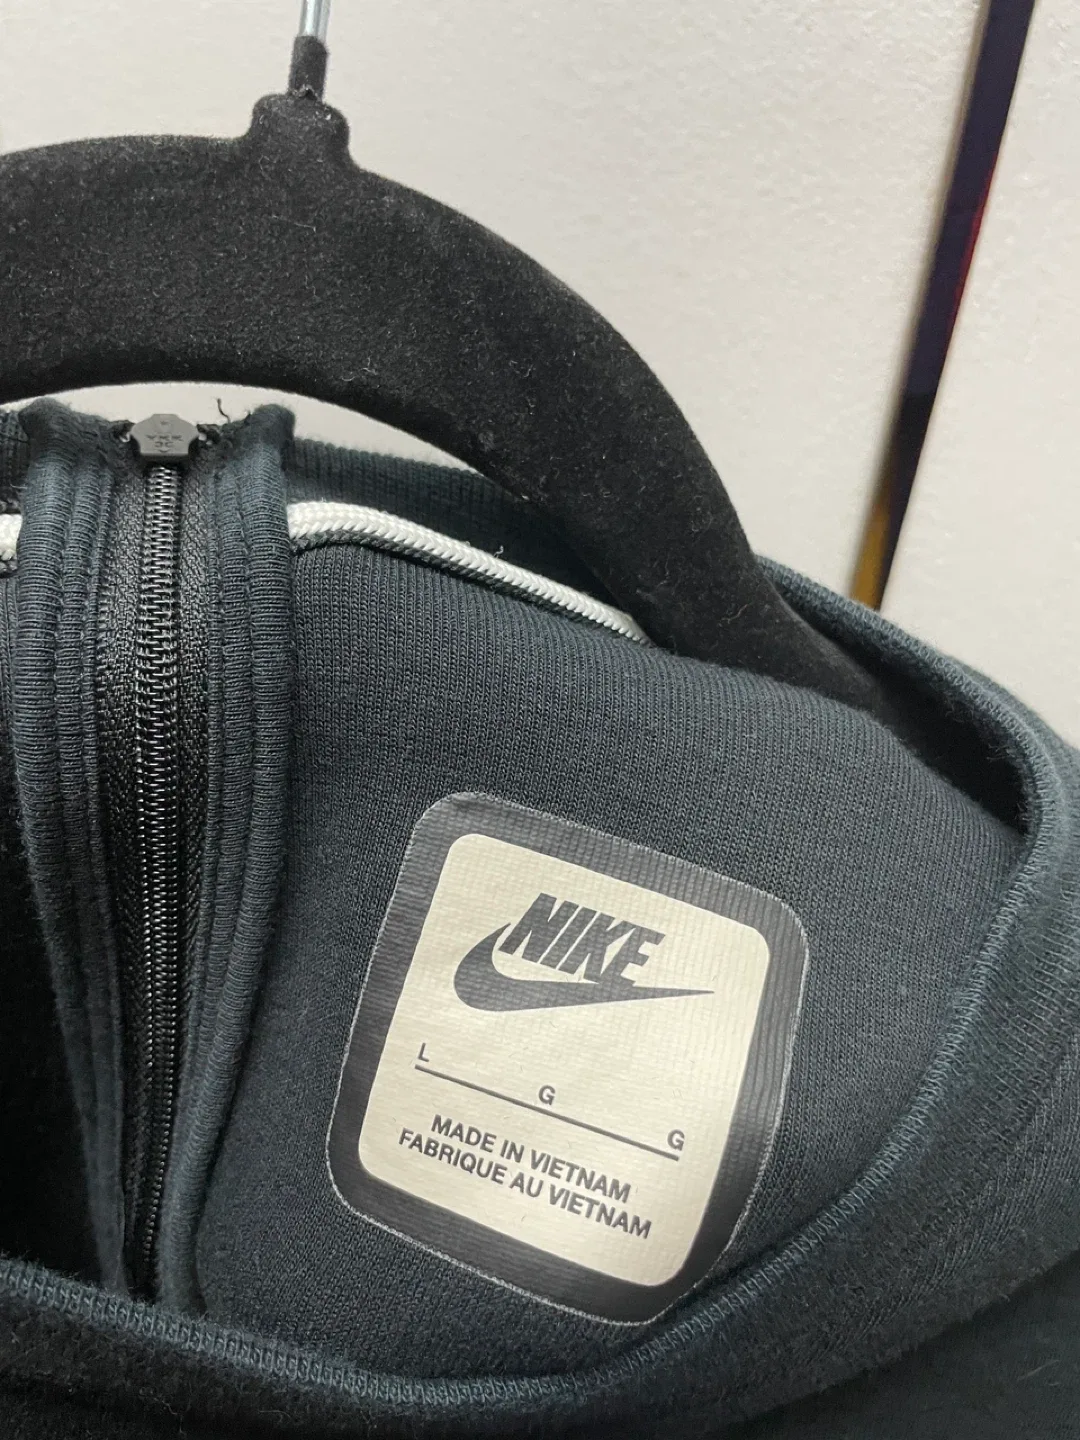 NIKE
L G G
MADE IN VIETNAM
FABRIQUE AU VIETNAM